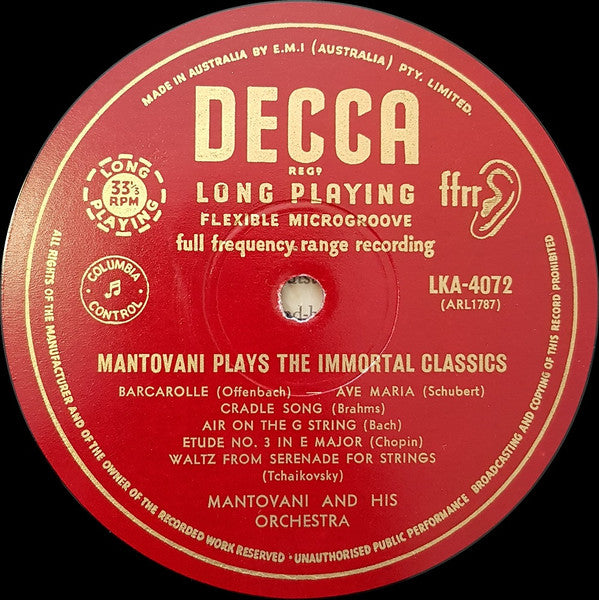 MADE IN AUSTRALIA BY E.M.I (AUSTRALIA) PTY. LIMITED.
DECCA
REGD
LONG PLAYING
FLEXIBLE MICROGROOVE
full frequency range recording
LONG PLAYING
33⅓
RPM
ffrr
COLUMBIA
CONTROL
LKA-4072
(ARL1787)
MANTOVANI PLAYS THE IMMORTAL CLASSICS
BARCAROLLE (Offenbach) — AVE MARIA (Schubert)
CRADLE SONG (Brahms)
AIR ON THE G STRING (Bach)
ETUDE NO. 3 IN E MAJOR (Chopin)
WALTZ FROM SERENADE FOR STRINGS
(Tchaikovsky)
MANTOVANI AND HIS
ORCHESTRA
ALL RIGHTS OF THE MANUFACTURER AND OF THE OWNER OF THE RECORDED WORK RESERVED · UNAUTHORISED PUBLIC PERFORMANCE BROADCASTING AND COPYING OF THIS RECORD PROHIBITED